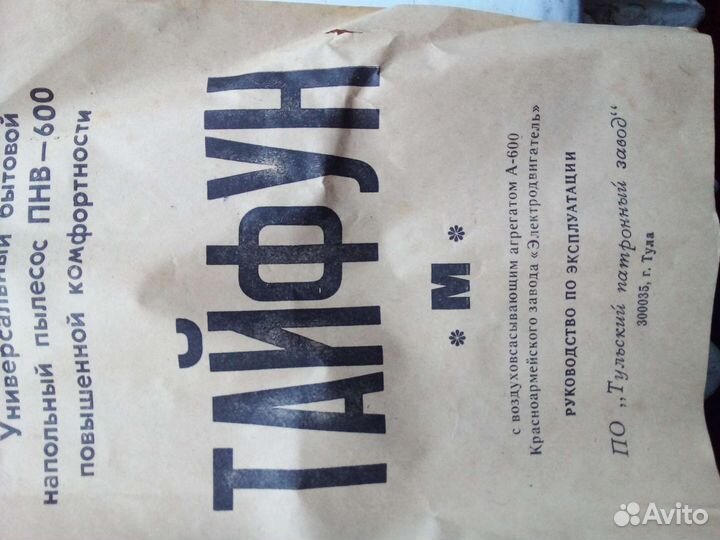 Универсальный бытовой
напольный пылесос ПНВ—600
повышенной комфортности
ТАЙФУН
* М *
с воздуховсасывающим агрегатом А-600
Красноармейского завода «Электродвигатель»
РУКОВОДСТВО ПО ЭКСПЛУАТАЦИИ
ПО „Тульский патронный завод“
300035, г. Тула
Avito